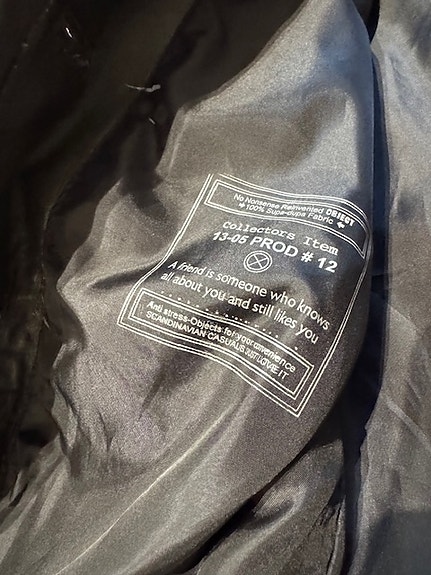 No Nonsense Reinvented OBJECT
100% Supa-dupa Fabric
Collectors Item
13-05 PROD # 12
A friend is someone who knows
all about you and still likes you
Anti stress-Objects for your convenience
SCANDINAVIAN CASUALS JUST LOVE IT